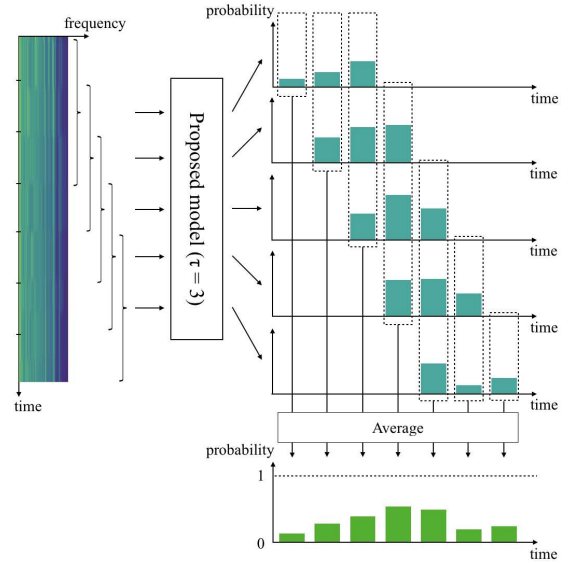 probability
frequency
time
time
Proposed model (τ = 3)
time
time
time
time
Average
probability
1
0
time